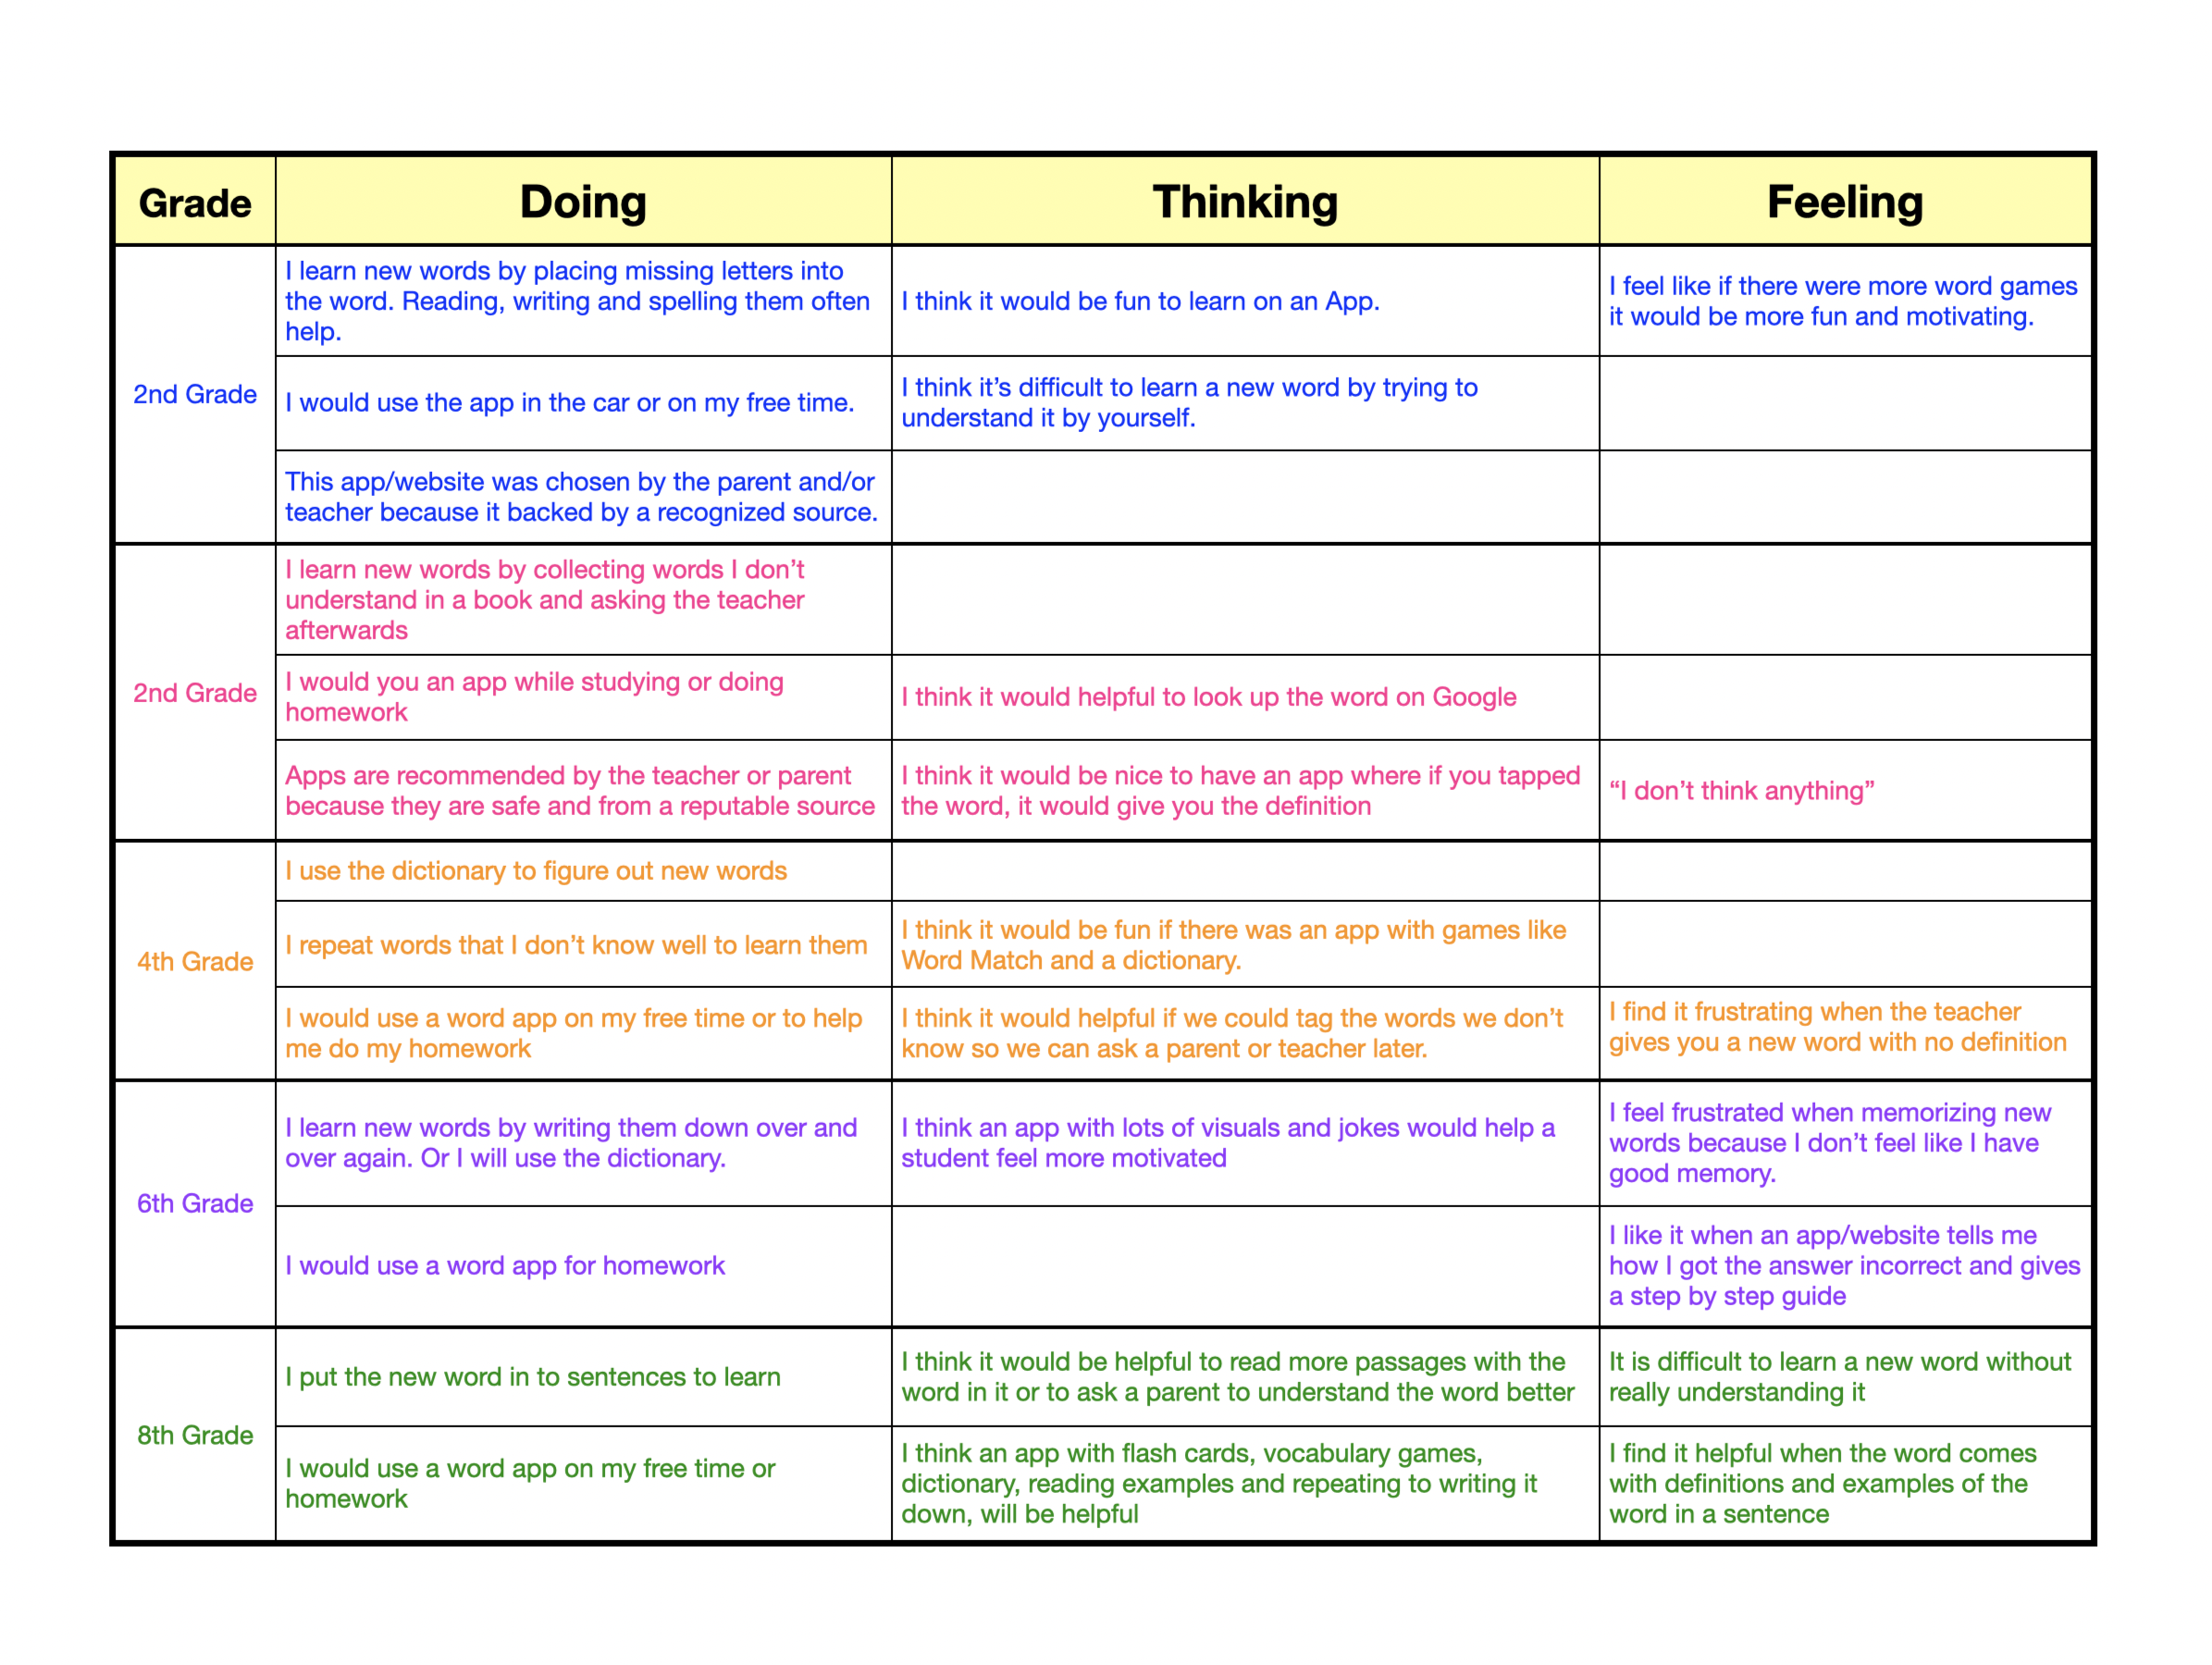 Grade
Doing
Thinking
Feeling
2nd Grade
I learn new words by placing missing letters into
the word. Reading, writing and spelling them often
help.
I think it would be fun to learn on an App.
I feel like if there were more word games
it would be more fun and motivating.
I would use the app in the car or on my free time.
I think it’s difficult to learn a new word by trying to
understand it by yourself.
This app/website was chosen by the parent and/or
teacher because it backed by a recognized source.
2nd Grade
I learn new words by collecting words I don’t
understand in a book and asking the teacher
afterwards
I would you an app while studying or doing
homework
I think it would helpful to look up the word on Google
Apps are recommended by the teacher or parent
because they are safe and from a reputable source
I think it would be nice to have an app where if you tapped
the word, it would give you the definition
“I don’t think anything”
4th Grade
I use the dictionary to figure out new words
I repeat words that I don’t know well to learn them
I think it would be fun if there was an app with games like
Word Match and a dictionary.
I would use a word app on my free time or to help
me do my homework
I think it would helpful if we could tag the words we don’t
know so we can ask a parent or teacher later.
I find it frustrating when the teacher
gives you a new word with no definition
6th Grade
I learn new words by writing them down over and
over again. Or I will use the dictionary.
I think an app with lots of visuals and jokes would help a
student feel more motivated
I feel frustrated when memorizing new
words because I don’t feel like I have
good memory.
I would use a word app for homework
I like it when an app/website tells me
how I got the answer incorrect and gives
a step by step guide
8th Grade
I put the new word in to sentences to learn
I think it would be helpful to read more passages with the
word in it or to ask a parent to understand the word better
It is difficult to learn a new word without
really understanding it
I would use a word app on my free time or
homework
I think an app with flash cards, vocabulary games,
dictionary, reading examples and repeating to writing it
down, will be helpful
I find it helpful when the word comes
with definitions and examples of the
word in a sentence